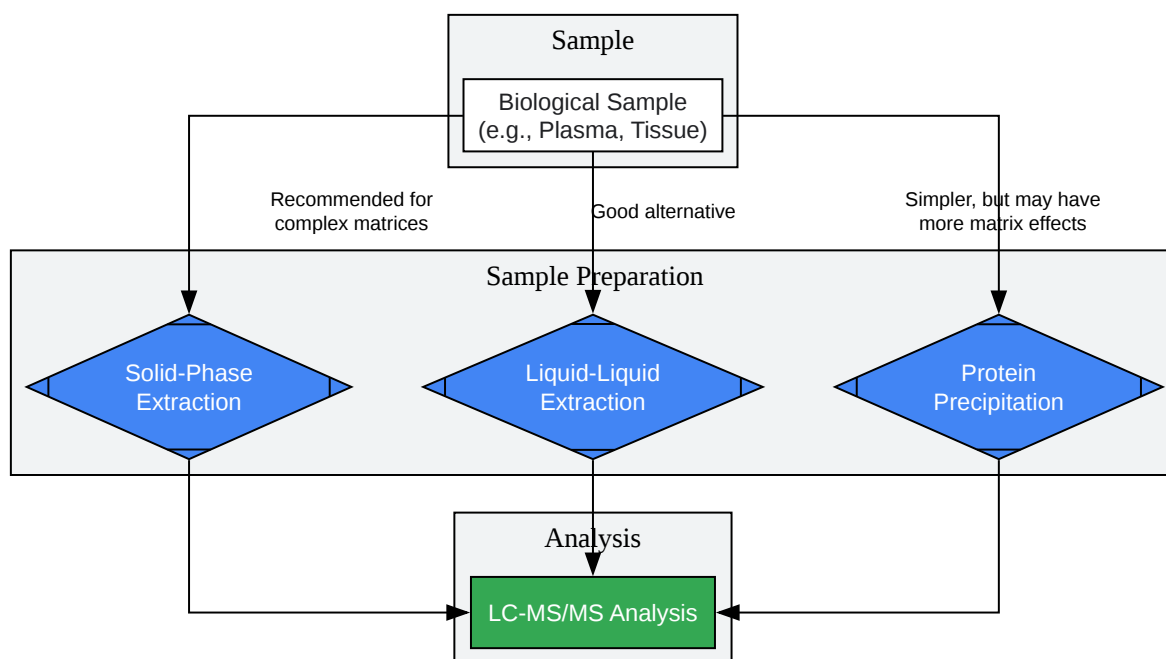 Sample
Biological Sample
(e.g., Plasma, Tissue)
Recommended for
complex matrices
Good alternative
Simpler, but may have
more matrix effects
Sample Preparation
Solid-Phase
Extraction
Liquid-Liquid
Extraction
Protein
Precipitation
Analysis
LC-MS/MS Analysis